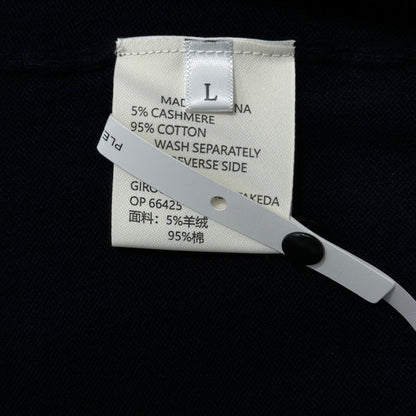 L
MAD NA
5% CASHMERE
95% COTTON
WASH SEPARATELY
EVERSE SIDE
PLE
GIRO TAKEDA
OP 66425
面料：5%羊绒
95%棉